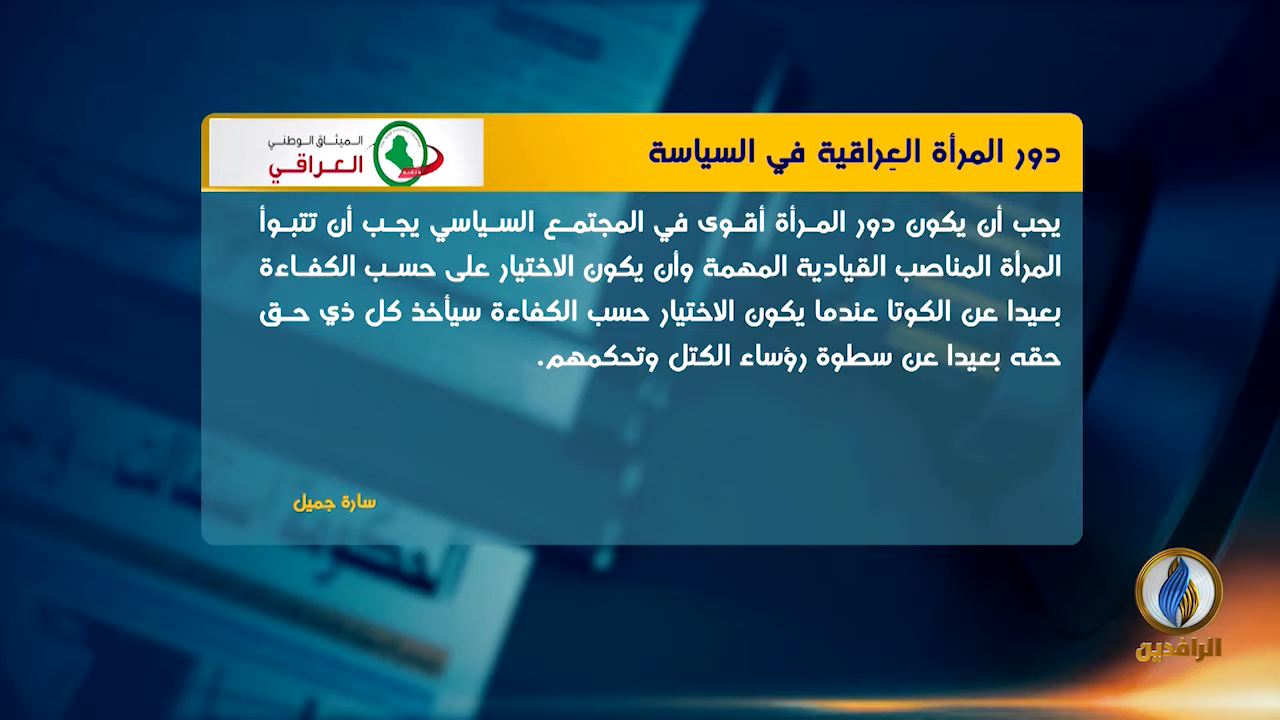 دور المرأة العِراقية في السياسة
الميثاق الوطني
العراقي
يجب أن يكون دور المرأة أقوى في المجتمع السياسي يجب أن تتبوأ
المرأة المناصب القيادية المهمة وأن يكون الاختيار على حسب الكفاءة
بعيدا عن الكوتا عندما يكون الاختيار حسب الكفاءة سيأخذ كل ذي حق
حقه بعيدا عن سطوة رؤساء الكتل وتحكمهم.
سارة جميل
الرافدين